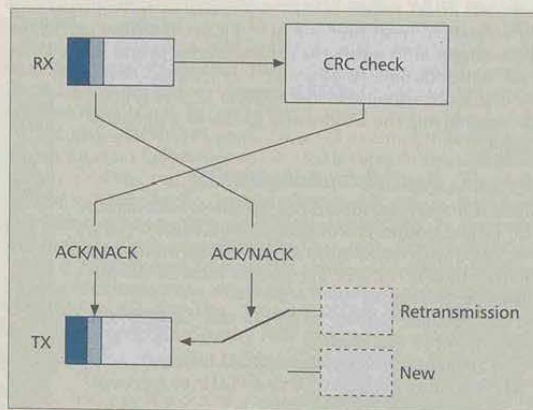 RX
CRC check
ACK/NACK
ACK/NACK
Retransmission
TX
New